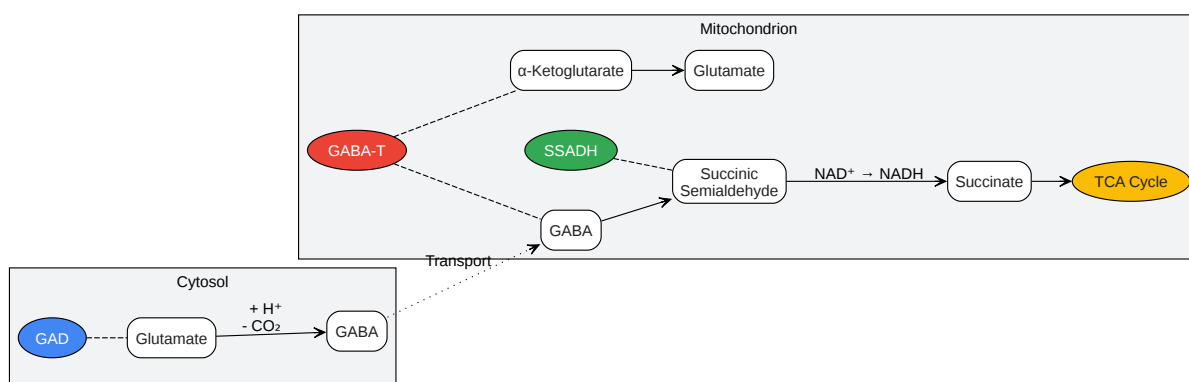 Mitochondrion
α-Ketoglutarate
Glutamate
GABA-T
SSADH
Succinic
Semialdehyde
NAD⁺ → NADH
Succinate
TCA Cycle
GABA
Transport
Cytosol
+ H⁺
- CO₂
GAD
Glutamate
GABA